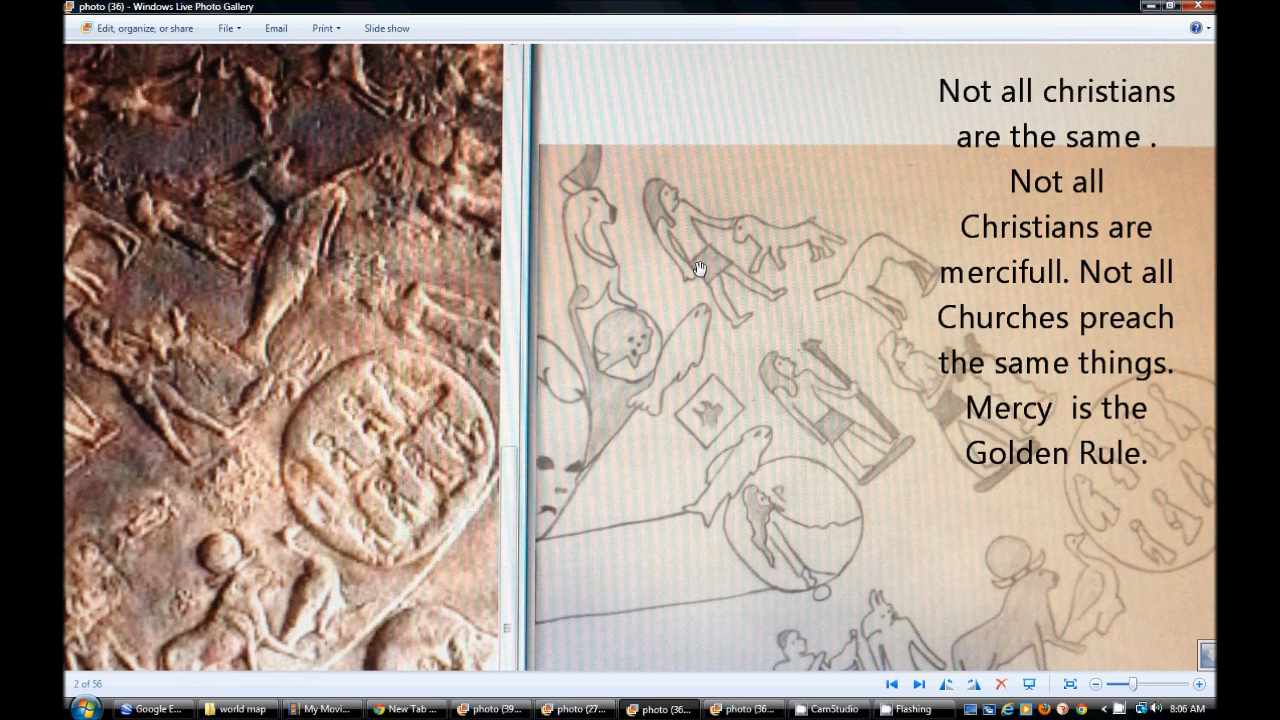 photo (36) - Windows Live Photo Gallery
Edit, organize, or share File Email Print Slide show
Not all christians
are the same .
Not all
Christians are
mercifull. Not all
Churches preach
the same things.
Mercy is the
Golden Rule.
2 of 56
Google E... world map My Movi... New Tab photo (39... photo (27... photo (36... photo (36... CamStudio Flashing 8:06 AM